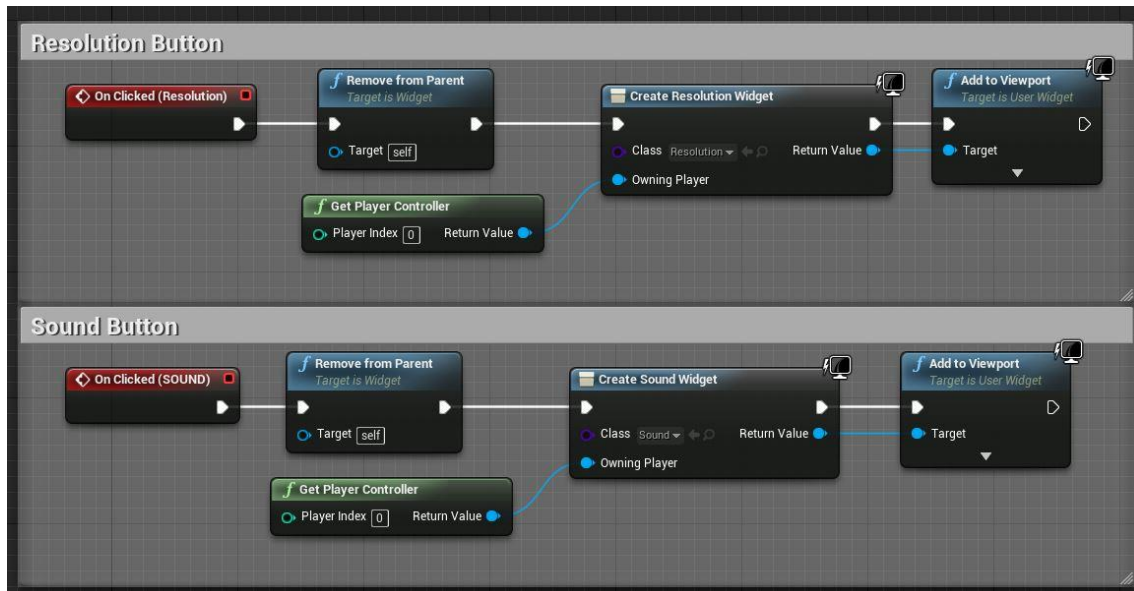 Resolution Button
On Clicked (Resolution)
f Remove from Parent
Target is Widget
Target self
Create Resolution Widget
Class Resolution Return Value
Owning Player
f Add to Viewport
Target is User Widget
Target
f Get Player Controller
Player Index 0 Return Value
Sound Button
On Clicked (SOUND)
f Remove from Parent
Target is Widget
Target self
Create Sound Widget
Class Sound Return Value
Owning Player
f Add to Viewport
Target is User Widget
Target
f Get Player Controller
Player Index 0 Return Value